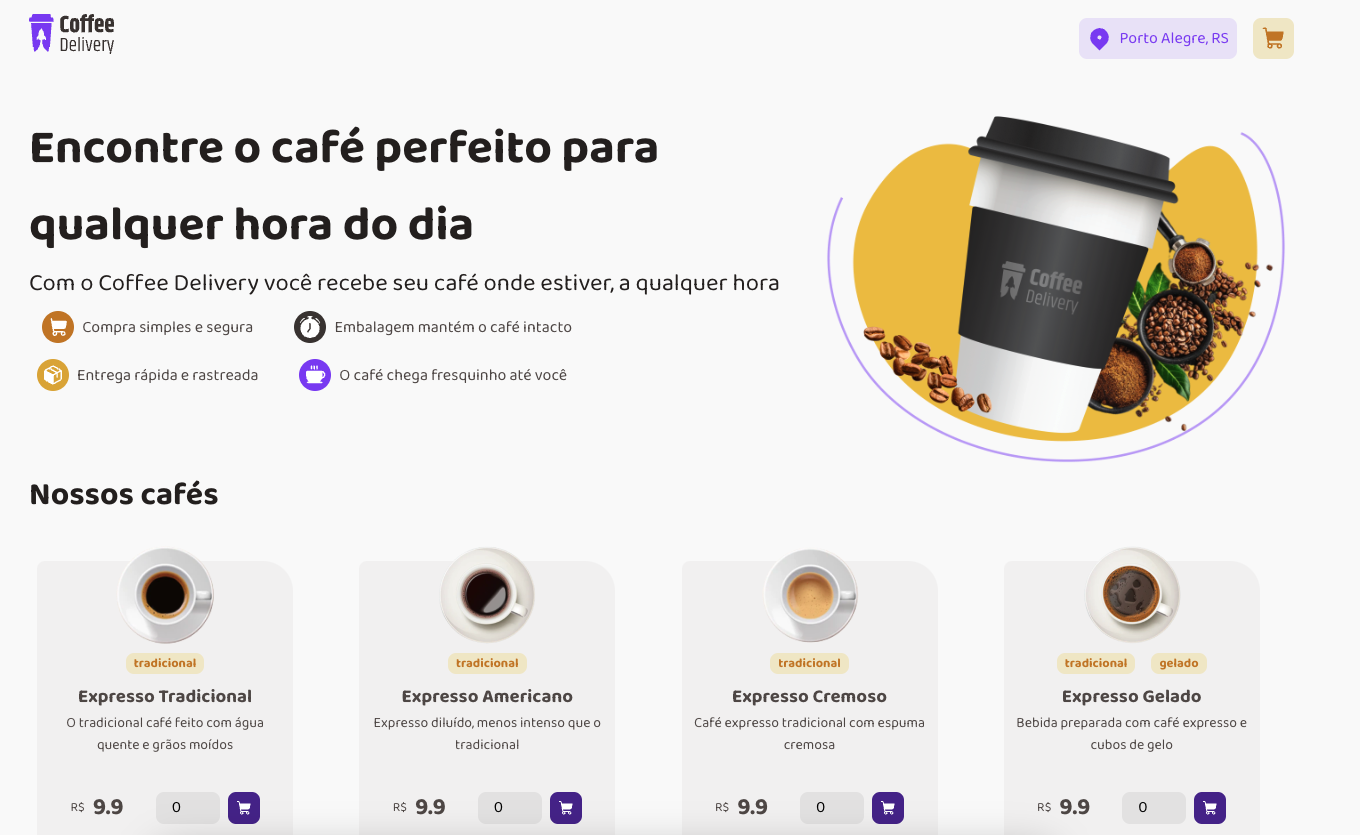 Coffee
Delivery
Porto Alegre, RS
Encontre o café perfeito para
qualquer hora do dia
Com o Coffee Delivery você recebe seu café onde estiver, a qualquer hora
Compra simples e segura
Embalagem mantém o café intacto
Entrega rápida e rastreada
O café chega fresquinho até você
Coffee
Delivery
Nossos cafés
tradicional
Expresso Tradicional
O tradicional café feito com água
quente e grãos moídos
R$ 9.9 0
tradicional
Expresso Americano
Expresso diluído, menos intenso que o
tradicional
R$ 9.9 0
tradicional
Expresso Cremoso
Café expresso tradicional com espuma
cremosa
R$ 9.9 0
tradicional gelado
Expresso Gelado
Bebida preparada com café expresso e
cubos de gelo
R$ 9.9 0